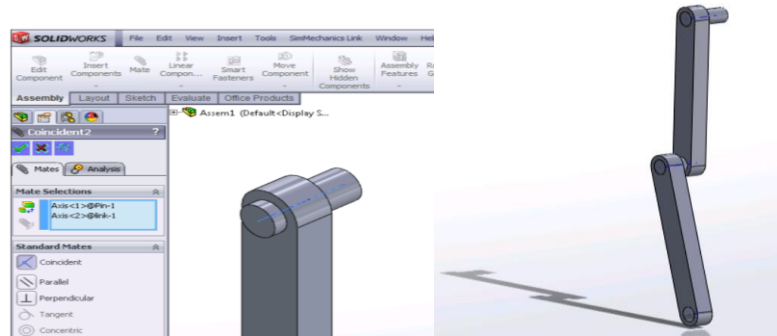 SOLIDWORKS File Edit View Insert Tools SimMechanics Link Window Help
Edit Component
Insert Components
Mate
Linear Compon...
Smart Fasteners
Move Component
Show Hidden Components
Assembly Features
Assembly Layout Sketch Evaluate Office Products
Coincident2 ?
Assem1 (Default<Display S...
Mates Analysis
Mate Selections
Axis<1>@Pin-1
Axis<2>@link-1
Standard Mates
Coincident
Parallel
Perpendicular
Tangent
Concentric